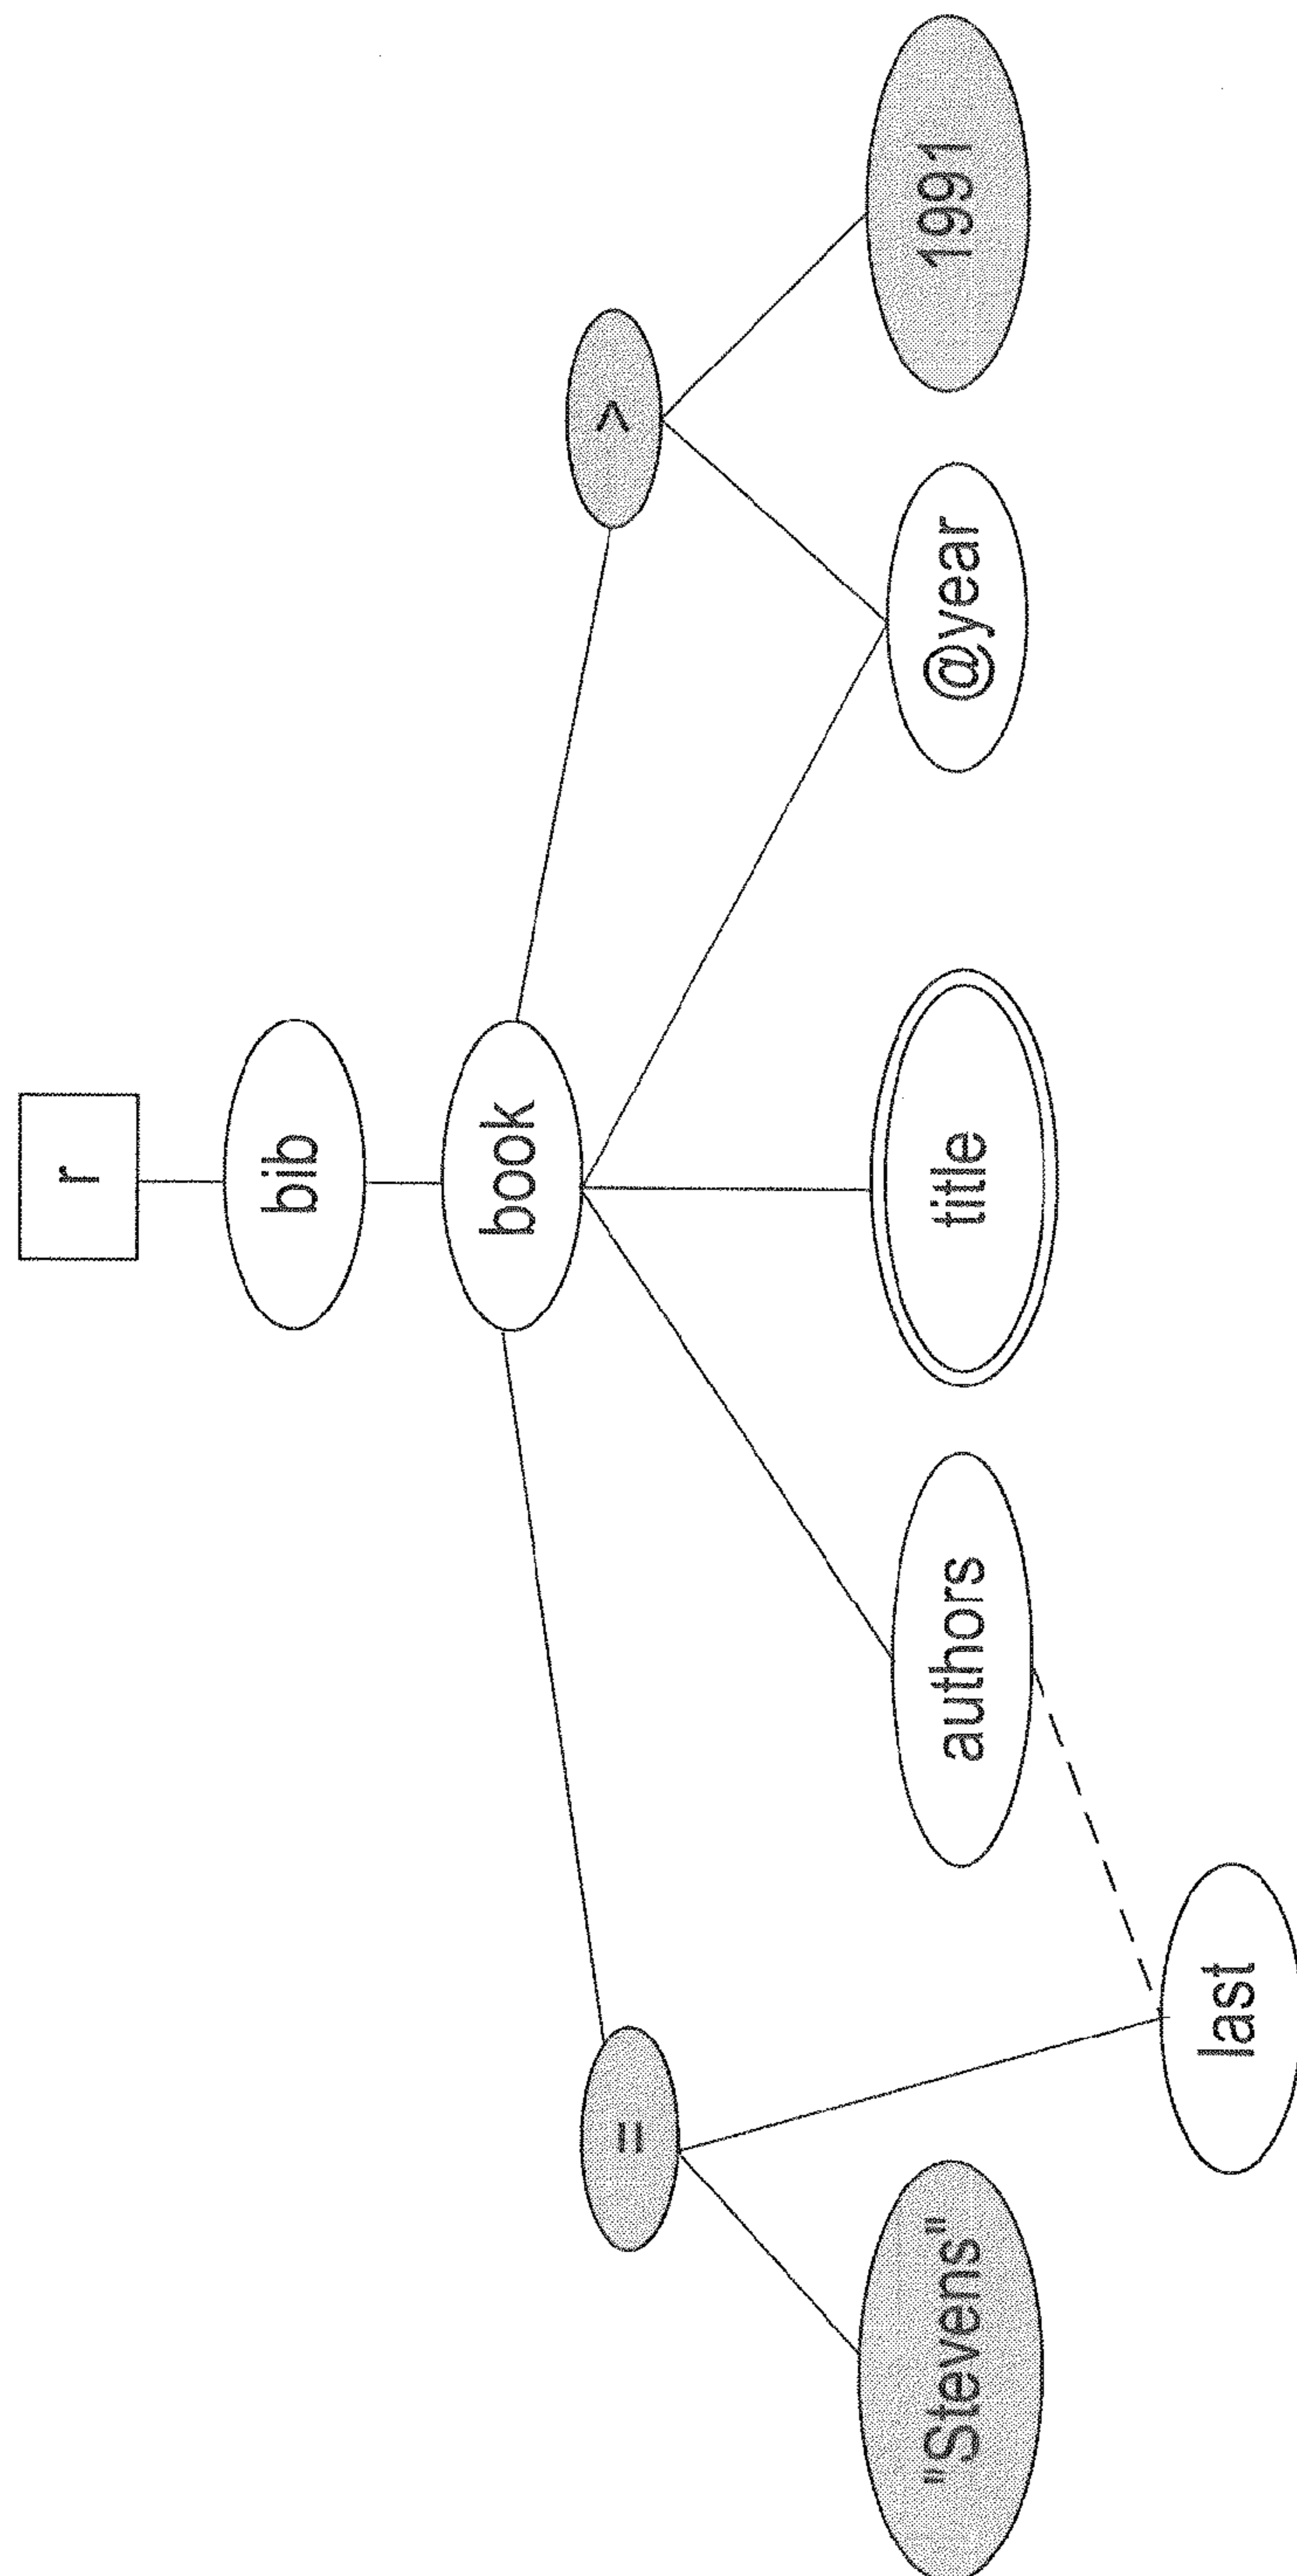 r
bib
book
=
>
"Stevens"
authors
title
@year
1991
last